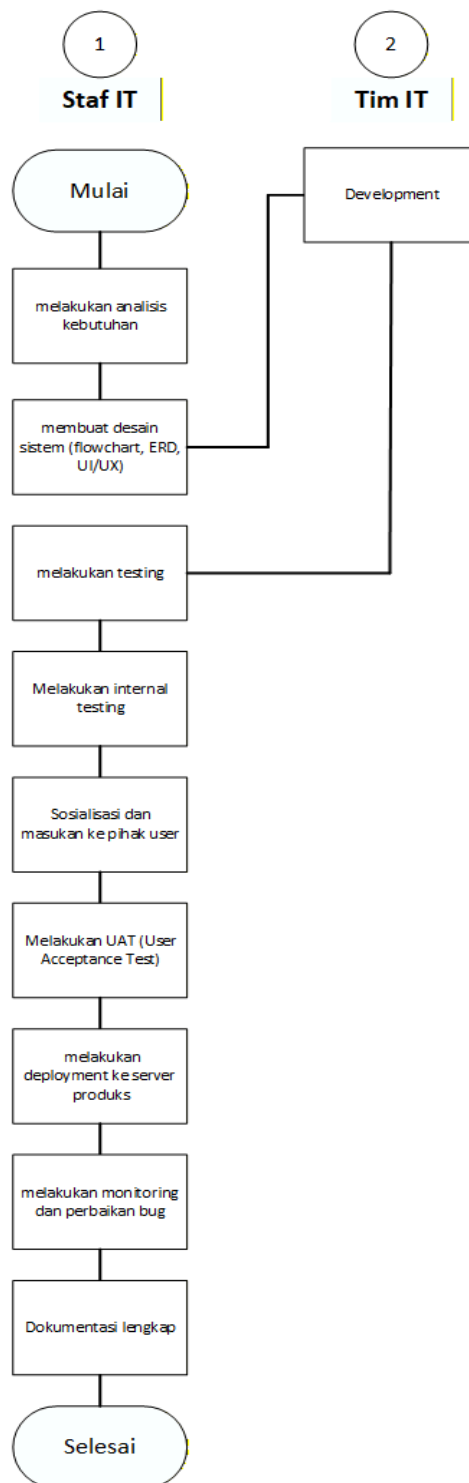 1
2
Staf IT
Tim IT
Mulai
Development
melakukan analisis
kebutuhan
membuat desain
sistem (flowchart, ERD,
UI/UX)
melakukan testing
Melakukan internal
testing
Sosialisasi dan
masukan ke pihak user
Melakukan UAT (User
Acceptance Test)
melakukan
deployment ke server
produks
melakukan monitoring
dan perbaikan bug
Dokumentasi lengkap
Selesai